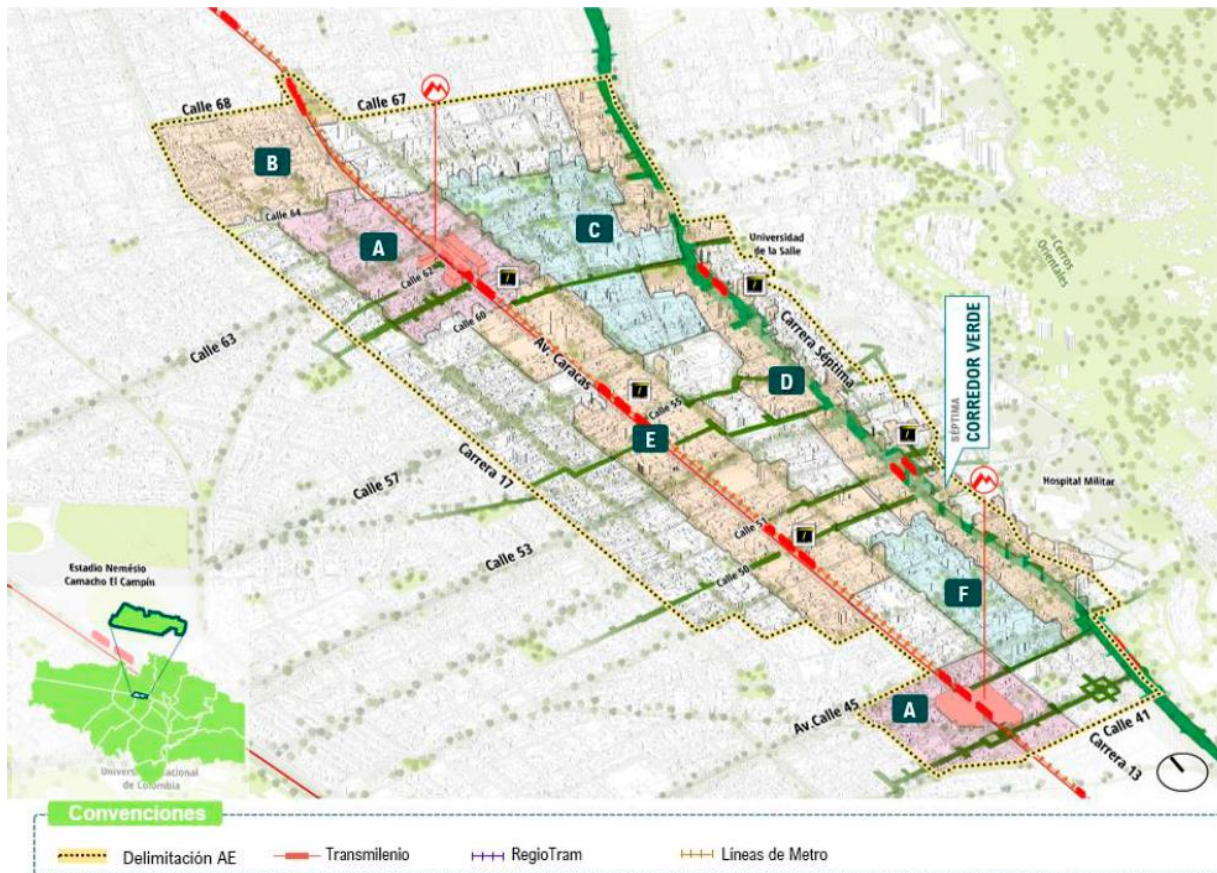 Calle 68
Calle 67
B
Calle 64
A
C
Universidad
de la Salle
Cerros
Orientales
Calle 62
Calle 60
Calle 63
Av. Caracas
Carrera Séptima
SÉPTIMA
CORREDOR VERDE
D
Calle 55
E
Carrera 17
Calle 57
Hospital Militar
Calle 53
Calle 51
Calle 50
F
Estadio Nemésio
Camacho El Campín
Av.Calle 45
A
Calle 41
Carrera 13
de Colombia
Convenciones
Delimitación AE
Transmilenio
RegioTram
Líneas de Metro